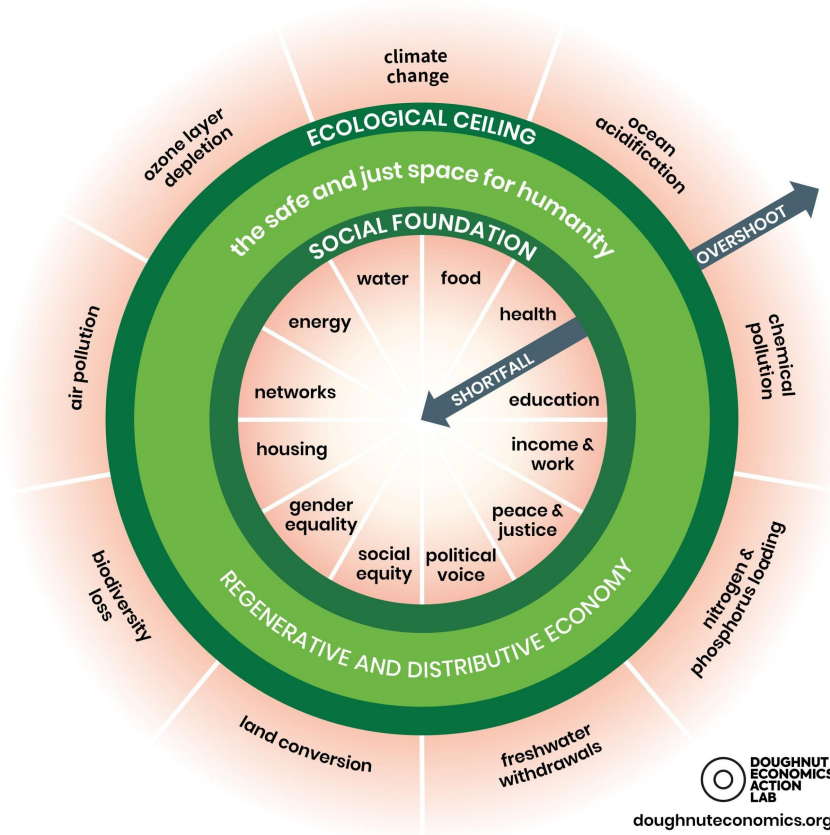 climate
change
ocean
acidification
chemical
pollution
nitrogen &
phosphorus loading
freshwater
withdrawals
land conversion
biodiversity
loss
air pollution
ozone layer
depletion
ECOLOGICAL CEILING
the safe and just space for humanity
SOCIAL FOUNDATION
OVERSHOOT
SHORTFALL
water
food
health
education
income &
work
peace &
justice
political
voice
social
equity
gender
equality
housing
networks
energy
REGENERATIVE AND DISTRIBUTIVE ECONOMY
DOUGHNUT
ECONOMICS
ACTION
LAB
doughnuteconomics.org